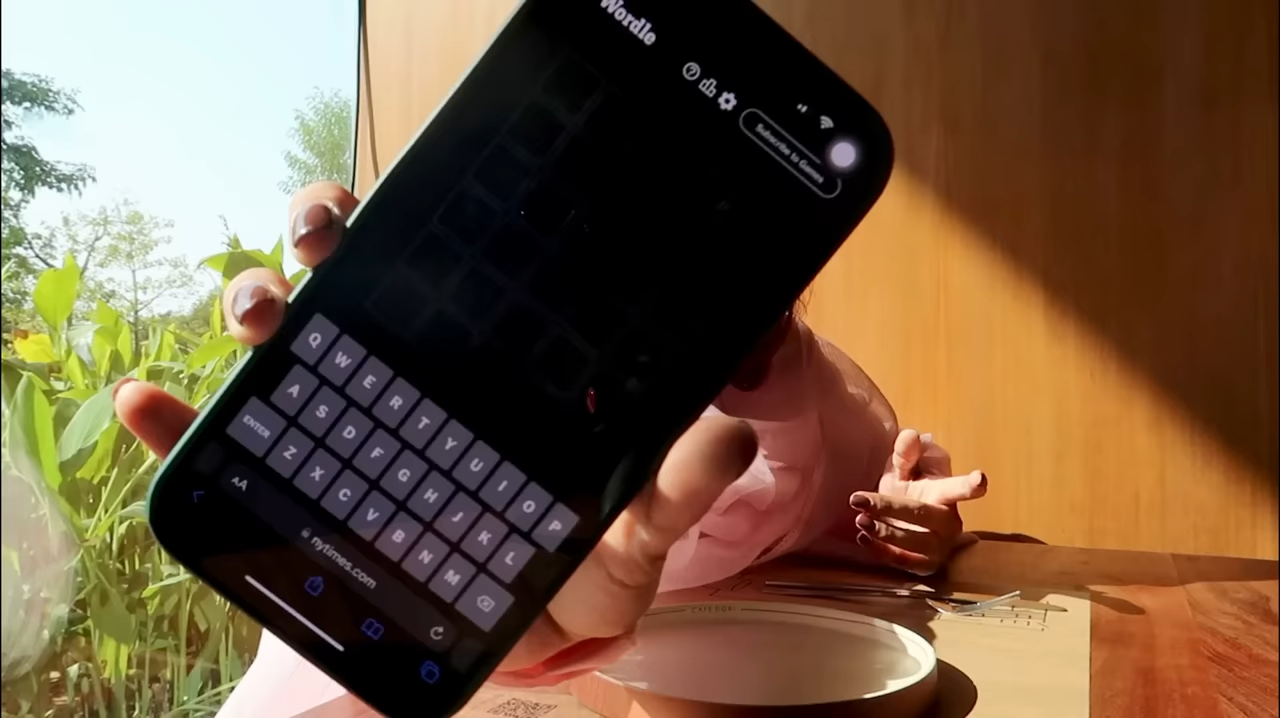 Wordle
Subscribe to Games
Q W E R T Y U I O P
A S D F G H J K L
ENTER Z X C V B N M
AA
nytimes.com